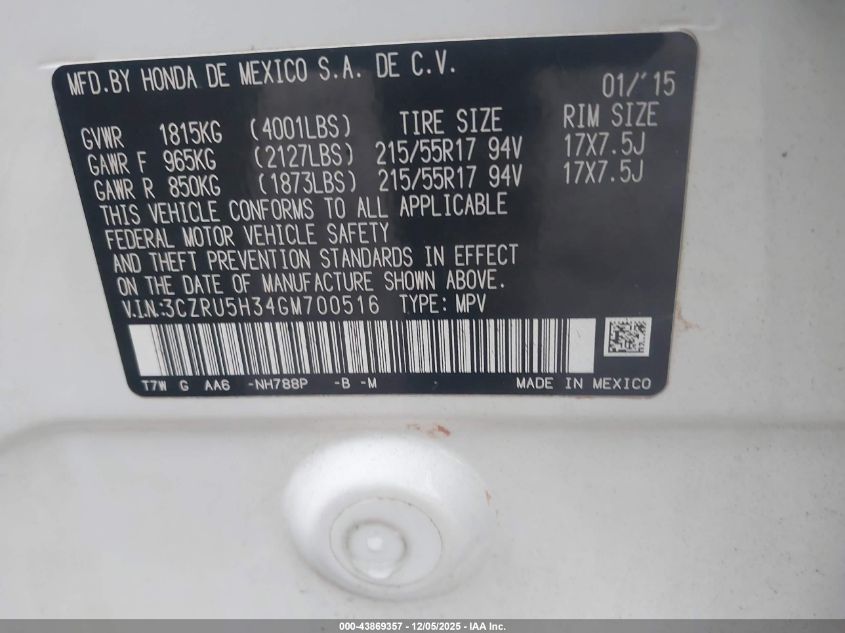 MFD.BY HONDA DE MEXICO S.A. DE C.V.
01/'15
GVWR 1815KG (4001LBS) TIRE SIZE RIM SIZE
GAWR F 965KG (2127LBS) 215/55R17 94V 17X7.5J
GAWR R 850KG (1873LBS) 215/55R17 94V 17X7.5J
THIS VEHICLE CONFORMS TO ALL APPLICABLE
FEDERAL MOTOR VEHICLE SAFETY
AND THEFT PREVENTION STANDARDS IN EFFECT
ON THE DATE OF MANUFACTURE SHOWN ABOVE.
V.I.N:3CZRU5H34GM700516 TYPE: MPV
T7W G AA6 -NH788P -B -M MADE IN MEXICO
000-43869357 - 12/05/2025 - IAA Inc.